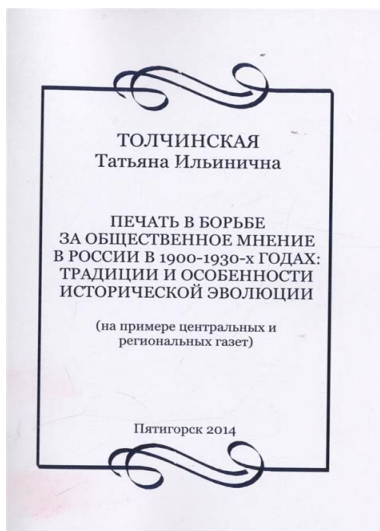 ТОЛЧИНСКАЯ
Татьяна Ильинична
ПЕЧАТЬ В БОРЬБЕ
ЗА ОБЩЕСТВЕННОЕ МНЕНИЕ
В РОССИИ В 1900-1930-х ГОДАХ:
ТРАДИЦИИ И ОСОБЕННОСТИ
ИСТОРИЧЕСКОЙ ЭВОЛЮЦИИ
(на примере центральных и
региональных газет)
Пятигорск 2014